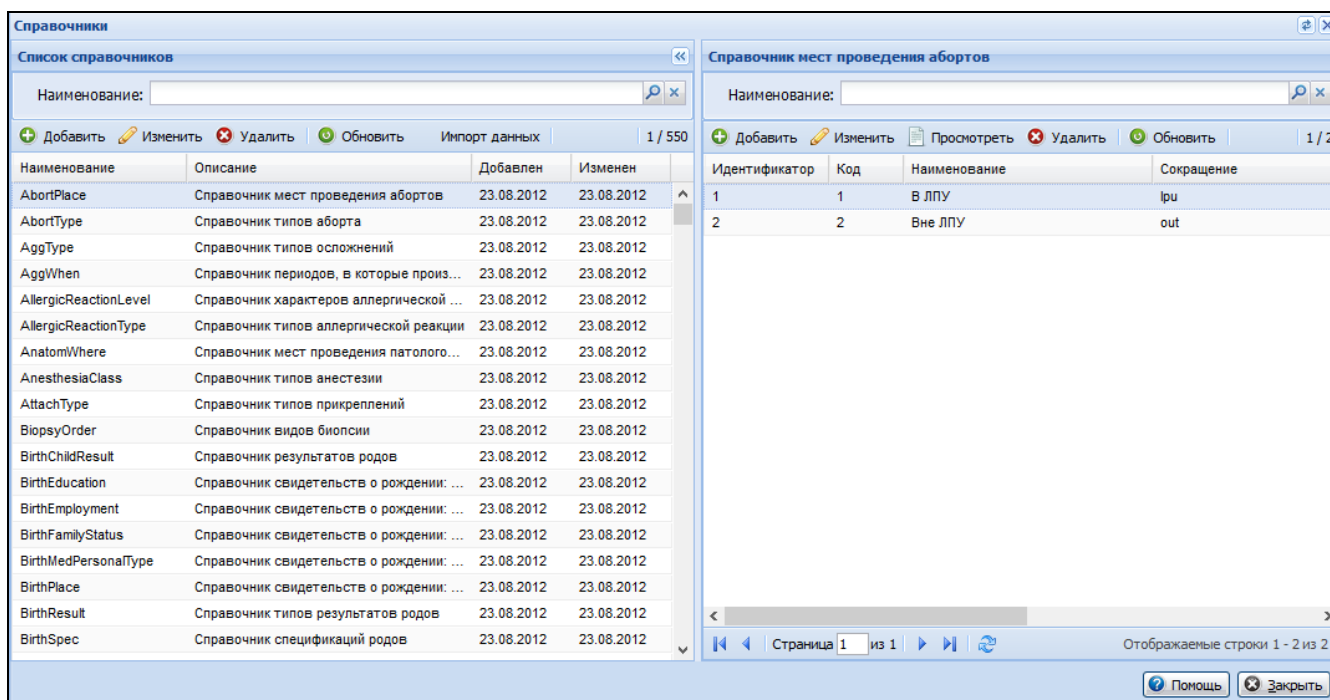 Справочники
Список справочников
Наименование:
Добавить Изменить Удалить Обновить Импорт данных 1 / 550
Наименование Описание Добавлен Изменен
AbortPlace Справочник мест проведения абортов 23.08.2012 23.08.2012
AbortType Справочник типов аборта 23.08.2012 23.08.2012
AggType Справочник типов осложнений 23.08.2012 23.08.2012
AggWhen Справочник периодов, в которые произ... 23.08.2012 23.08.2012
AllergicReactionLevel Справочник характеров аллергической ... 23.08.2012 23.08.2012
AllergicReactionType Справочник типов аллергической реакции 23.08.2012 23.08.2012
AnatomWhere Справочник мест проведения патолого... 23.08.2012 23.08.2012
AnesthesiaClass Справочник типов анестезии 23.08.2012 23.08.2012
AttachType Справочник типов прикреплений 23.08.2012 23.08.2012
BiopsyOrder Справочник видов биопсии 23.08.2012 23.08.2012
BirthChildResult Справочник результатов родов 23.08.2012 23.08.2012
BirthEducation Справочник свидетельств о рождении: ... 23.08.2012 23.08.2012
BirthEmployment Справочник свидетельств о рождении: ... 23.08.2012 23.08.2012
BirthFamilyStatus Справочник свидетельств о рождении: ... 23.08.2012 23.08.2012
BirthMedPersonalType Справочник свидетельств о рождении: ... 23.08.2012 23.08.2012
BirthPlace Справочник свидетельств о рождении: ... 23.08.2012 23.08.2012
BirthResult Справочник типов результатов родов 23.08.2012 23.08.2012
BirthSpec Справочник спецификаций родов 23.08.2012 23.08.2012
Справочник мест проведения абортов
Наименование:
Добавить Изменить Просмотреть Удалить Обновить 1 / 2
Идентификатор Код Наименование Сокращение
1 1 В ЛПУ lpu
2 2 Вне ЛПУ out
Страница 1 из 1 Отображаемые строки 1 - 2 из 2
Помощь Закрыть